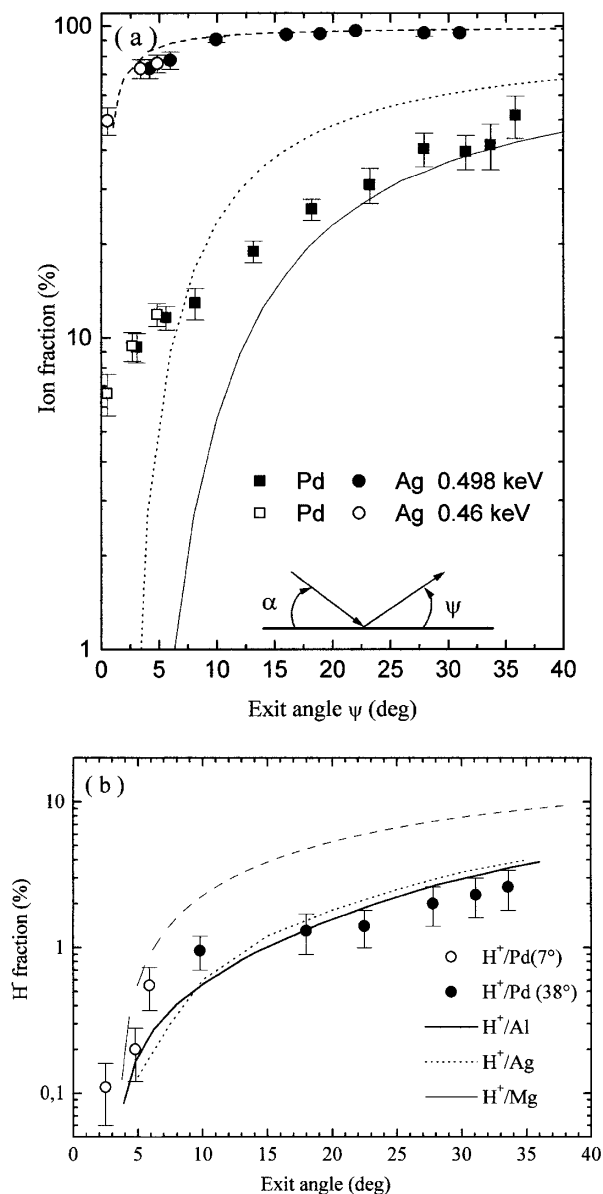 (a)
100
10
1
Ion fraction (%)
Pd Ag 0.498 keV
Pd Ag 0.46 keV
α ψ
0 5 10 15 20 25 30 35 40
Exit angle ψ (deg)
(b)
10
1
0,1
H⁻ fraction (%)
H⁺/Pd(7°)
H⁺/Pd (38°)
H⁺/Al
H⁺/Ag
H⁺/Mg
0 5 10 15 20 25 30 35 40
Exit angle (deg)